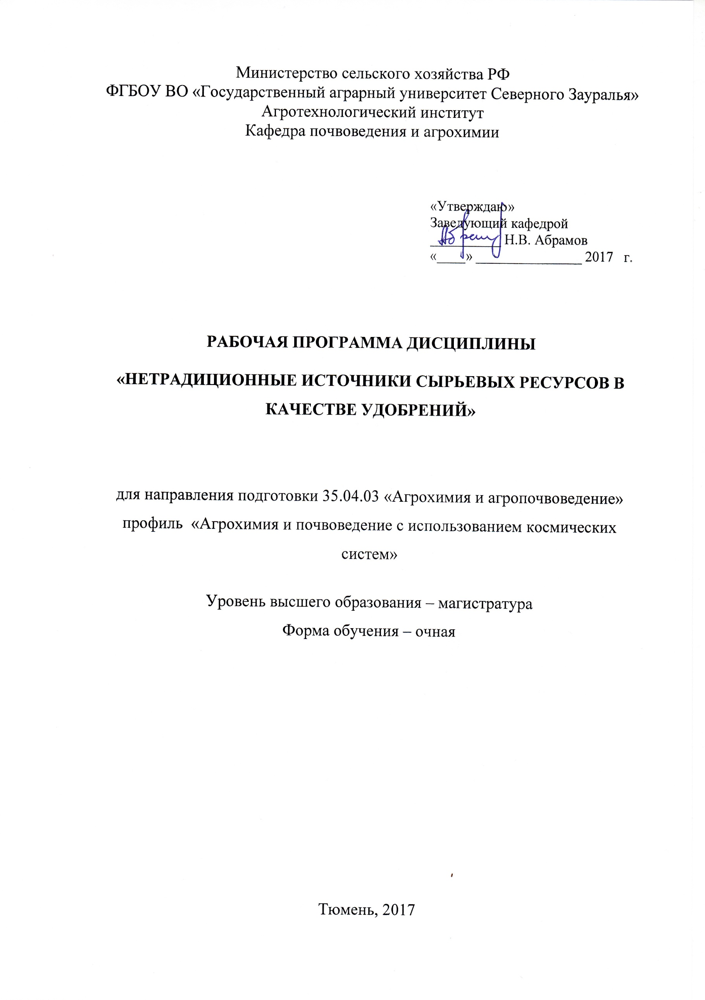 Министерство сельского хозяйства РФ
ФГБОУ ВО «Государственный аграрный университет Северного Зауралья»
Агротехнологический институт
Кафедра почвоведения и агрохимии
«Утверждаю»
Заведующий кафедрой
__________ Н.В. Абрамов
«____» _______________ 2017 г.
РАБОЧАЯ ПРОГРАММА ДИСЦИПЛИНЫ
«НЕТРАДИЦИОННЫЕ ИСТОЧНИКИ СЫРЬЕВЫХ РЕСУРСОВ В
КАЧЕСТВЕ УДОБРЕНИЙ»
для направления подготовки 35.04.03 «Агрохимия и агропочвоведение»
профиль «Агрохимия и почвоведение с использованием космических
систем»
Уровень высшего образования – магистратура
Форма обучения – очная
Тюмень, 2017